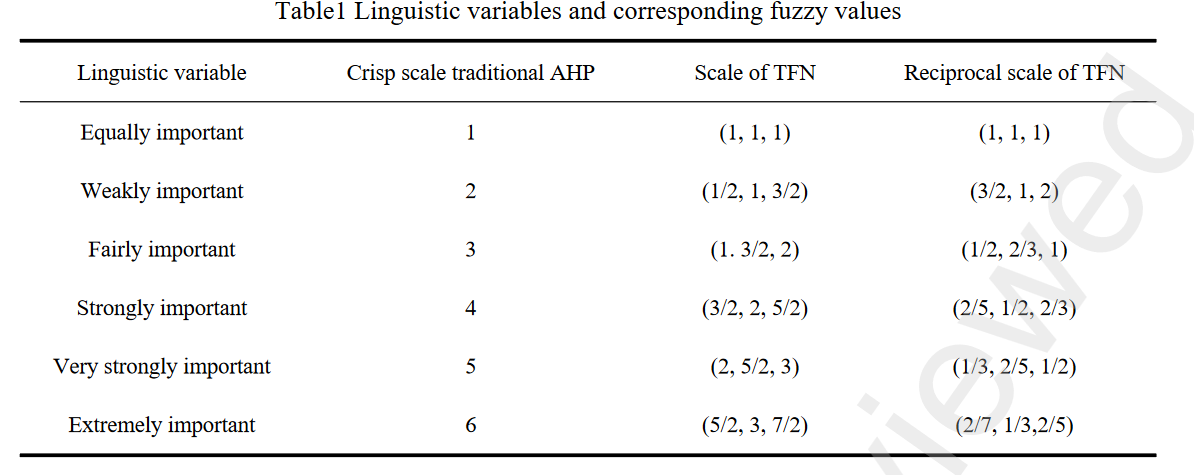 Table1 Linguistic variables and corresponding fuzzy values
Linguistic variable Crisp scale traditional AHP Scale of TFN Reciprocal scale of TFN
Equally important 1 (1, 1, 1) (1, 1, 1)
Weakly important 2 (1/2, 1, 3/2) (3/2, 1, 2)
Fairly important 3 (1. 3/2, 2) (1/2, 2/3, 1)
Strongly important 4 (3/2, 2, 5/2) (2/5, 1/2, 2/3)
Very strongly important 5 (2, 5/2, 3) (1/3, 2/5, 1/2)
Extremely important 6 (5/2, 3, 7/2) (2/7, 1/3,2/5)